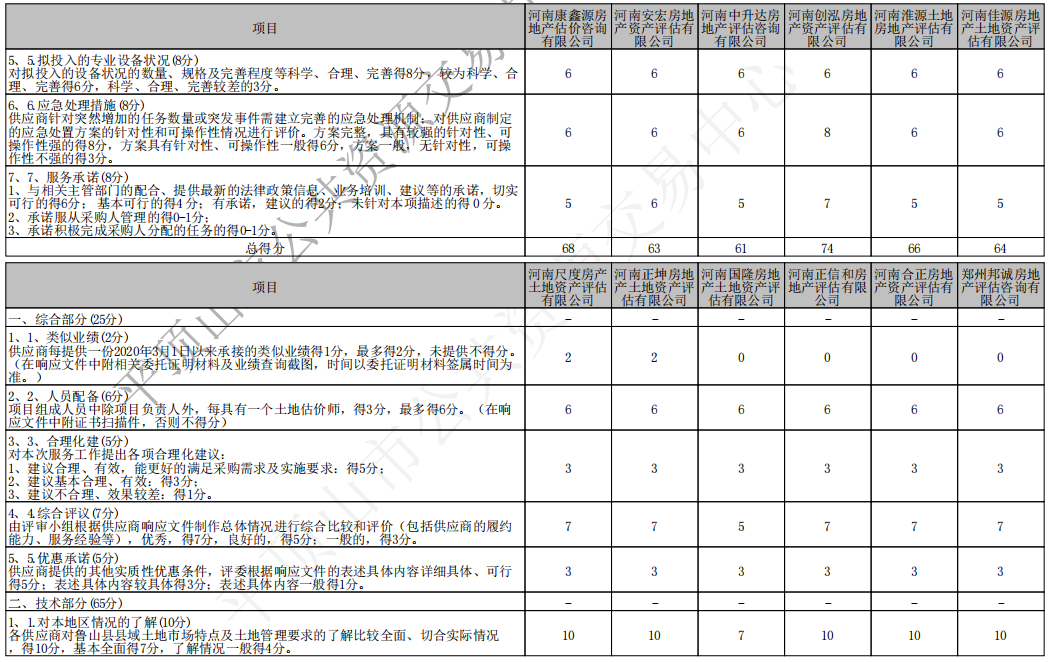 项目 河南康鑫源房 河南安宏房地 河南中升达房 河南创泓房地 河南淮源土地 河南佳源房地
地产估价咨询 产资产评估有 地产评估咨询 产资产评估有 房地产评估有 产土地资产评
有限公司 限公司 有限公司 限公司 限公司 估有限公司
5、5.拟投入的专业设备状况(8分)
对拟投入的设备状况的数量、规格及完善程度等科学、合理、完善得8分，较为科学、合
理、完善得6分，科学、合理、完善较差的3分。
6 6 6 6 6 6
6、6.应急处理措施(8分)
供应商针对突然增加的任务数量或突发事件需建立完善的应急处理机制；对供应商制定
的应急处置方案的针对性和可操作性情况进行评价。方案完整，具有较强的针对性、可
操作性强的得8分，方案具有针对性、可操作性一般得6分，方案一般，无针对性，可操
作性不强的得3分。
6 6 6 8 6 6
7、7、服务承诺(8分)
1、与相关主管部门的配合、提供最新的法律政策信息、业务培训、建议等的承诺，切实
可行的得6分； 基本可行的得4分；有承诺，建议的得2分；未针对本项描述的得 0 分。
2、承诺服从采购人管理的得0-1分；
3、承诺积极完成采购人分配的任务的得0-1分。
5 6 5 7 5 5
总得分 68 63 61 74 66 64
项目 河南尺度房产 河南正坤房地 河南国隆房地 河南正信和房 河南合正房地 郑州邦诚房地
土地资产评估 产土地资产评 产土地资产评 地产评估有限 产资产评估有 产评估咨询有
有限公司 估有限公司 估有限公司 公司 限公司 限公司
一、综合部分(25分) – – – – – –
1、1、类似业绩(2分)
供应商每提供一份2020年3月1日以来承接的类似业绩得1分，最多得2分，未提供不得分。
（在响应文件中附相关委托证明材料及业绩查询截图，时间以委托证明材料签属时间为
准。）
2 2 0 0 0 0
2、2、人员配备(6分)
项目组成人员中除项目负责人外，每具有一个土地估价师，得3分，最多得6分。（在响
应文件中附证书扫描件，否则不得分）
6 6 6 6 6 6
3、3、合理化建(5分)
对本次服务工作提出各项合理化建议：
1、建议合理、有效，能更好的满足采购需求及实施要求：得5分；
2、建议基本合理、有效：得3分；
3、建议不合理、效果较差：得1分。
3 3 3 3 3 3
4、4.综合评议(7分)
由评审小组根据供应商响应文件制作总体情况进行综合比较和评价（包括供应商的履约
能力、服务经验等），优秀，得7分，良好的，得5分；一般的，得3分。
7 7 5 7 7 7
5、5.优惠承诺(5分)
供应商提供的其他实质性优惠条件，评委根据响应文件的表述具体内容详细具体、可行
得5分；表述具体内容较具体得3分；表述具体内容一般得1分。
3 3 3 3 3 3
二、技术部分(65分) – – – – – –
1、1.对本地区情况的了解(10分)
各供应商对鲁山县县域土地市场特点及土地管理要求的了解比较全面、切合实际情况
，得10分，基本全面得7分，了解情况一般得4分。
10 10 7 10 10 10
平顶山市公共资源交易
平顶山市公共资源交易中心